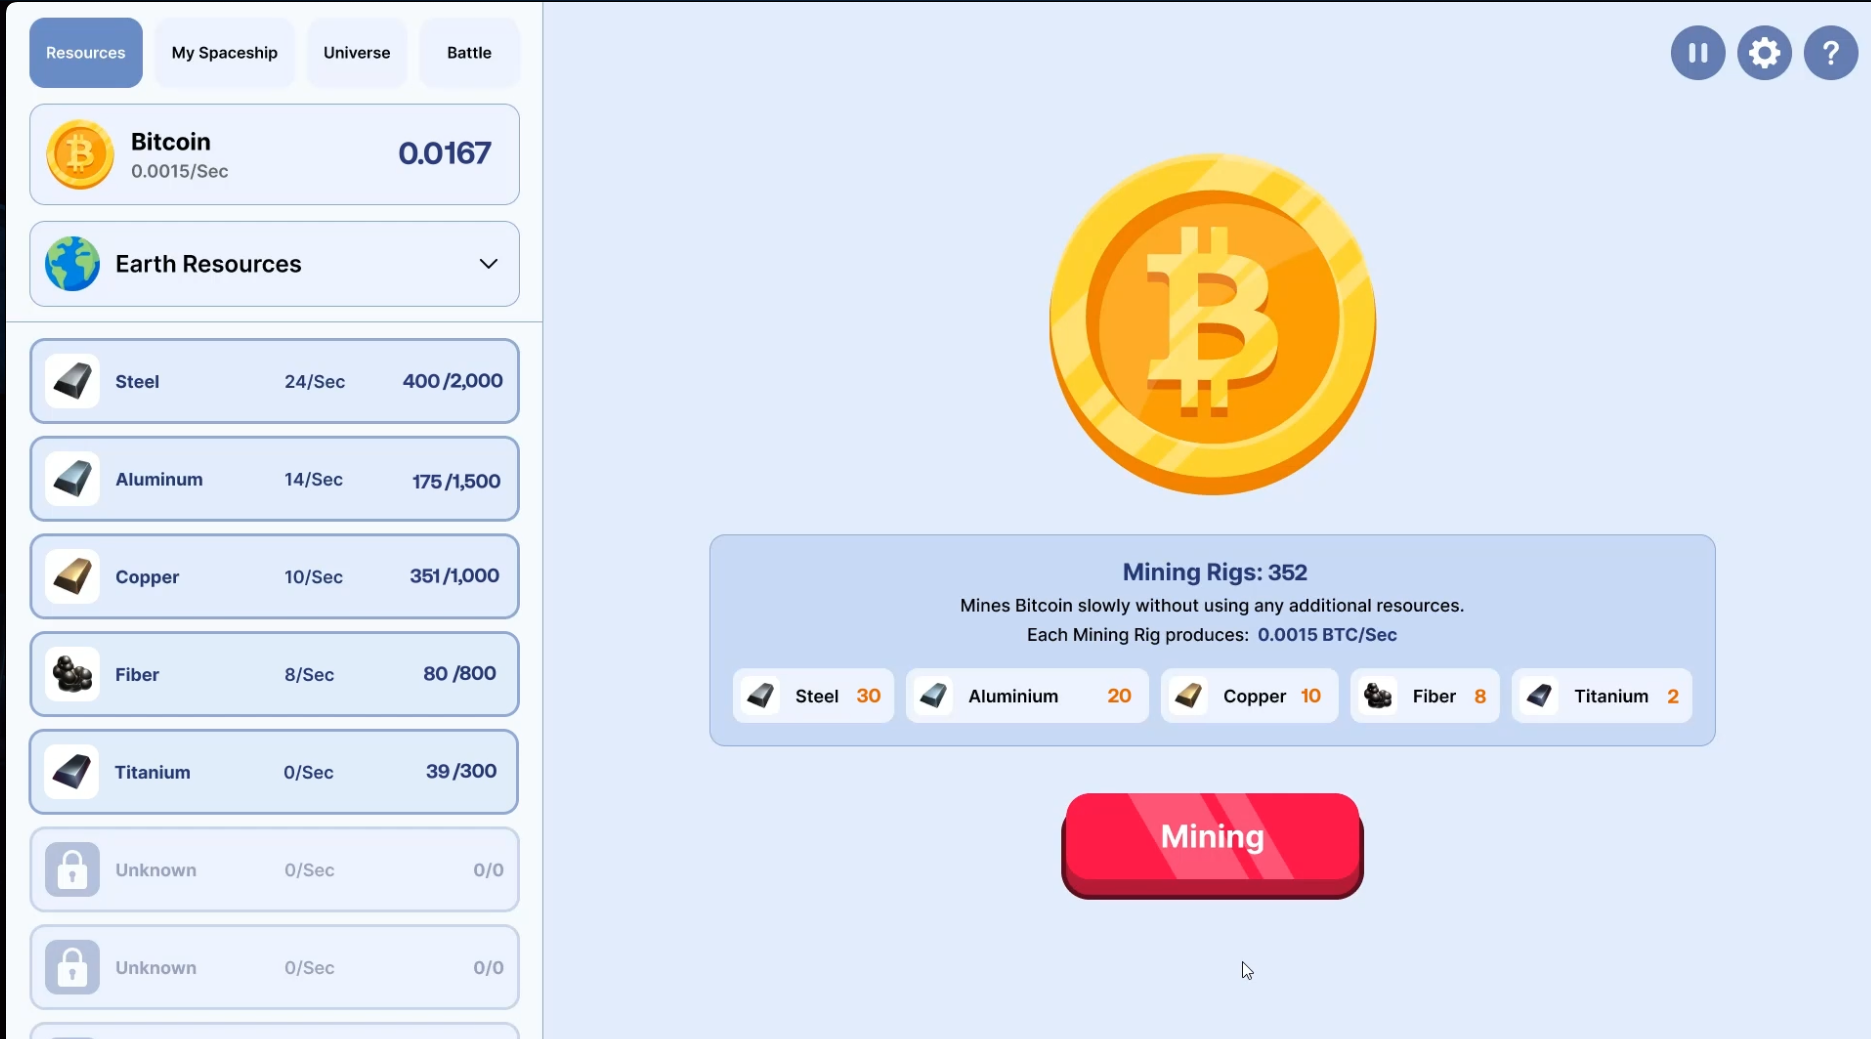 Resources
My Spaceship
Universe
Battle
Bitcoin
0.0015/Sec
0.0167
Earth Resources
Steel 24/Sec 400/2,000
Aluminum 14/Sec 175/1,500
Copper 10/Sec 351/1,000
Fiber 8/Sec 80/800
Titanium 0/Sec 39/300
Unknown 0/Sec 0/0
Unknown 0/Sec 0/0
?
Mining Rigs: 352
Mines Bitcoin slowly without using any additional resources.
Each Mining Rig produces: 0.0015 BTC/Sec
Steel 30
Aluminium 20
Copper 10
Fiber 8
Titanium 2
Mining